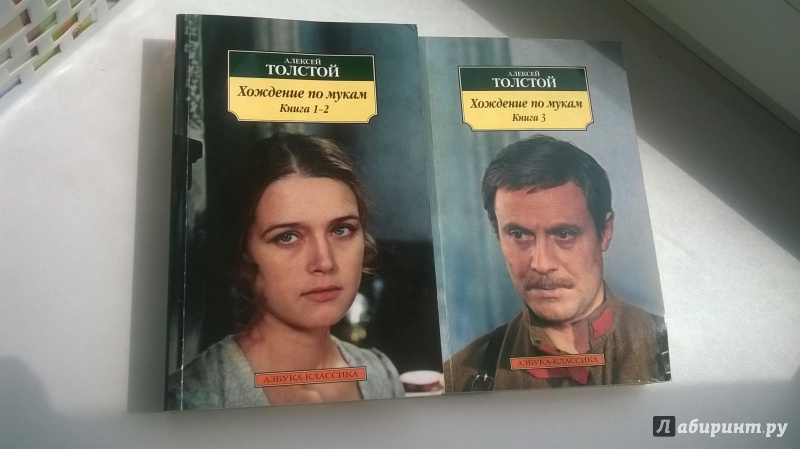 АЛЕКСЕЙ
ТОЛСТОЙ
Хождение по мукам
Книга 1–2
АЗБУКА-КЛАССИКА
АЛЕКСЕЙ
ТОЛСТОЙ
Хождение по мукам
Книга 3
АЗБУКА-КЛАССИКА
Лабиринт.ру